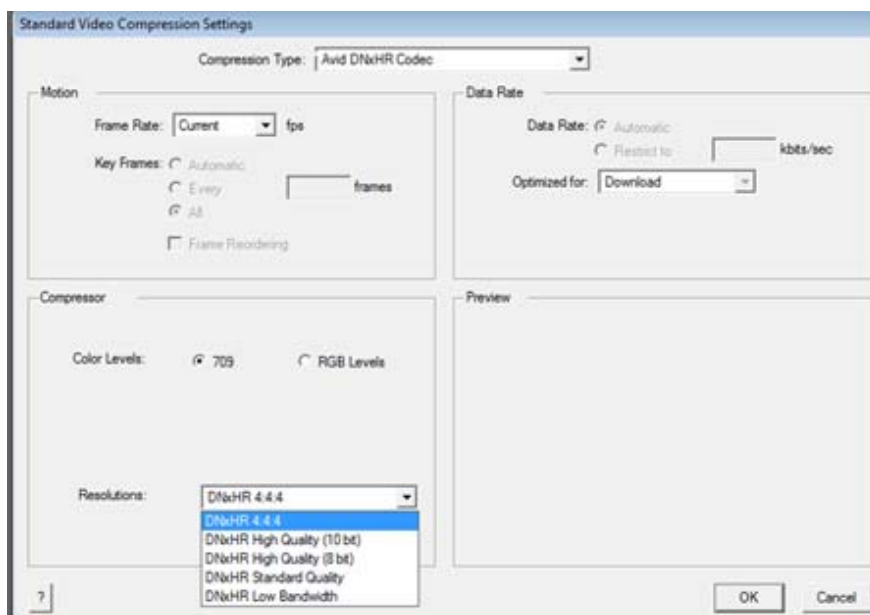 Standard Video Compression Settings
Compression Type: Avid DNxHR Codec
Motion
Frame Rate: Current fps
Key Frames: Automatic
Every frames
All
Frame Reordering
Data Rate
Data Rate: Automatic
Restrict to kbits/sec
Optimized for: Download
Compressor
Color Levels: 709 RGB Levels
Resolutions: DNxHR 4:4:4
DNxHR 4:4:4
DNxHR High Quality (10 bit)
DNxHR High Quality (8 bit)
DNxHR Standard Quality
DNxHR Low Bandwidth
Preview
?
OK
Cancel